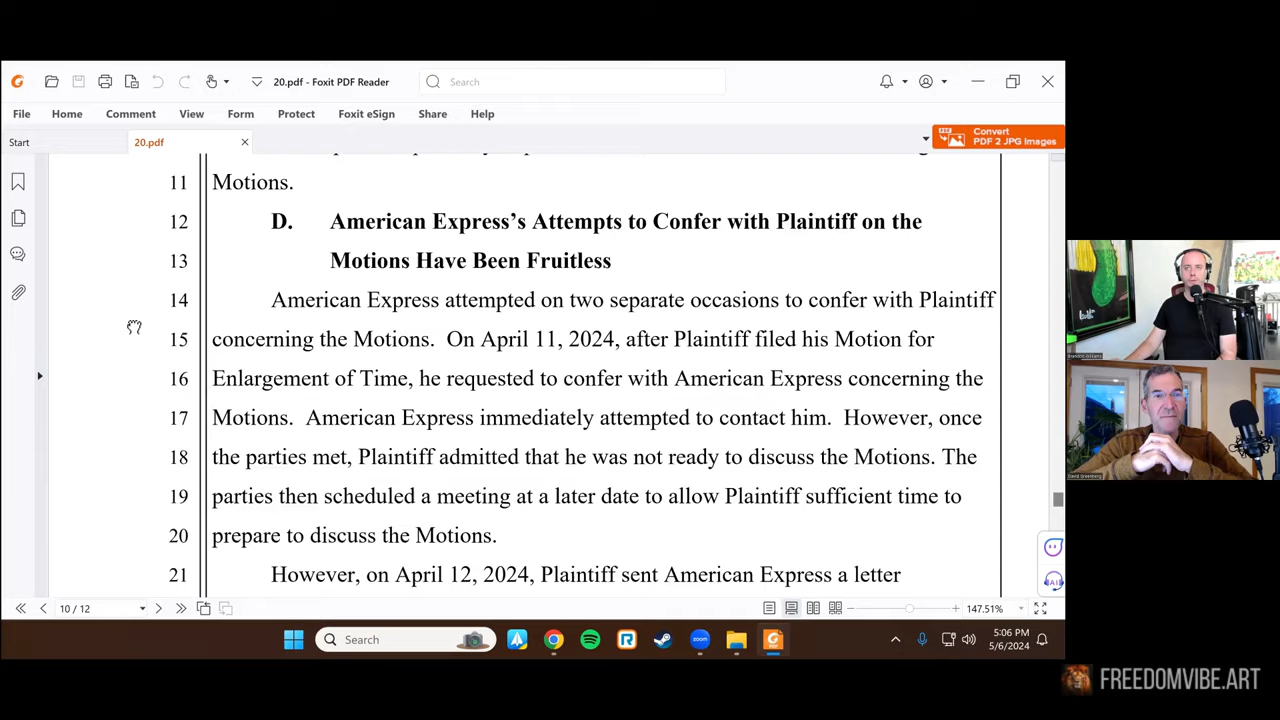 20.pdf - Foxit PDF Reader
Search
File Home Comment View Form Protect Foxit eSign Share Help
Start
20.pdf
Convert
PDF 2 JPG Images
11 Motions.
12 D. American Express’s Attempts to Confer with Plaintiff on the
13 Motions Have Been Fruitless
14 American Express attempted on two separate occasions to confer with Plaintiff
15 concerning the Motions. On April 11, 2024, after Plaintiff filed his Motion for
16 Enlargement of Time, he requested to confer with American Express concerning the
17 Motions. American Express immediately attempted to contact him. However, once
18 the parties met, Plaintiff admitted that he was not ready to discuss the Motions. The
19 parties then scheduled a meeting at a later date to allow Plaintiff sufficient time to
20 prepare to discuss the Motions.
21 However, on April 12, 2024, Plaintiff sent American Express a letter
10 / 12
147.51%
Search
zoom
5:06 PM
5/6/2024
Brandon Williams
David Greenberg
FREEDOMVIBE.ART